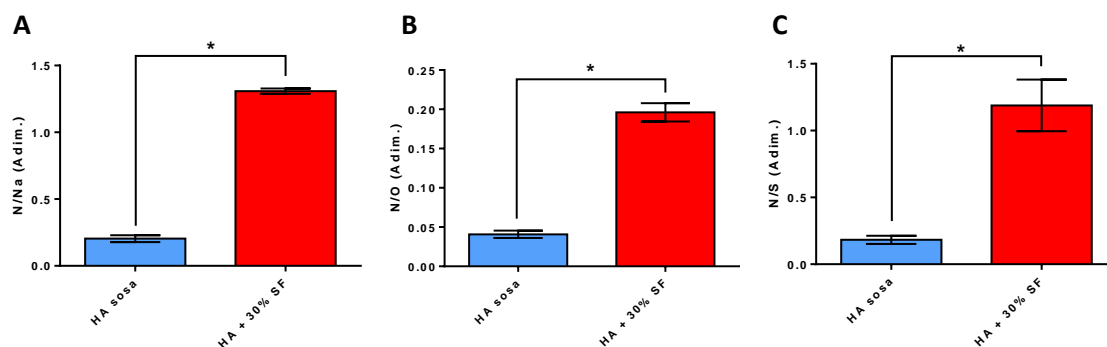 A
N/Na (Adim.)
1.5
1.0
0.5
0.0
*
HA sosa
HA + 30% SF
B
N/O (Adim.)
0.25
0.20
0.15
0.10
0.05
0.00
*
HA sosa
HA + 30% SF
C
N/S (Adim.)
1.5
1.0
0.5
0.0
*
HA sosa
HA + 30% SF